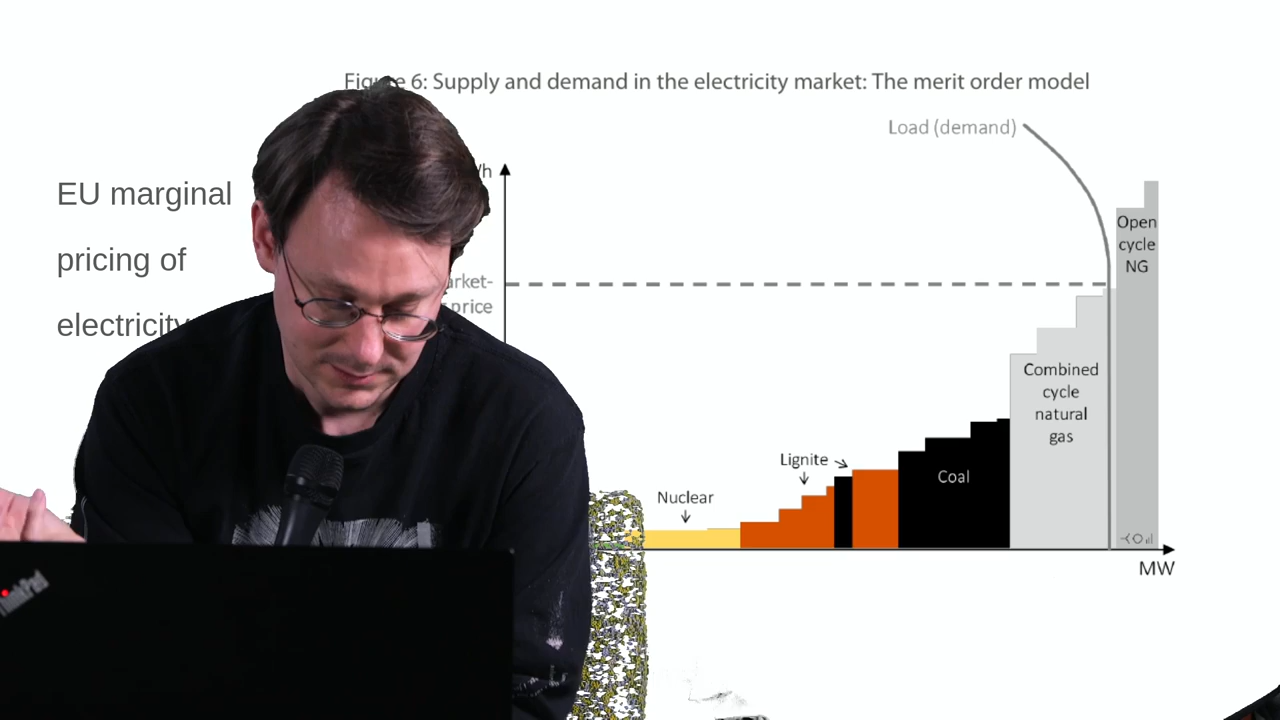 Figure 6: Supply and demand in the electricity market: The merit order model
Load (demand)
EU marginal
pricing of
electricity
price
Open
cycle
NG
Combined
cycle
natural
gas
Lignite
Coal
Nuclear
MW
ThinkPad